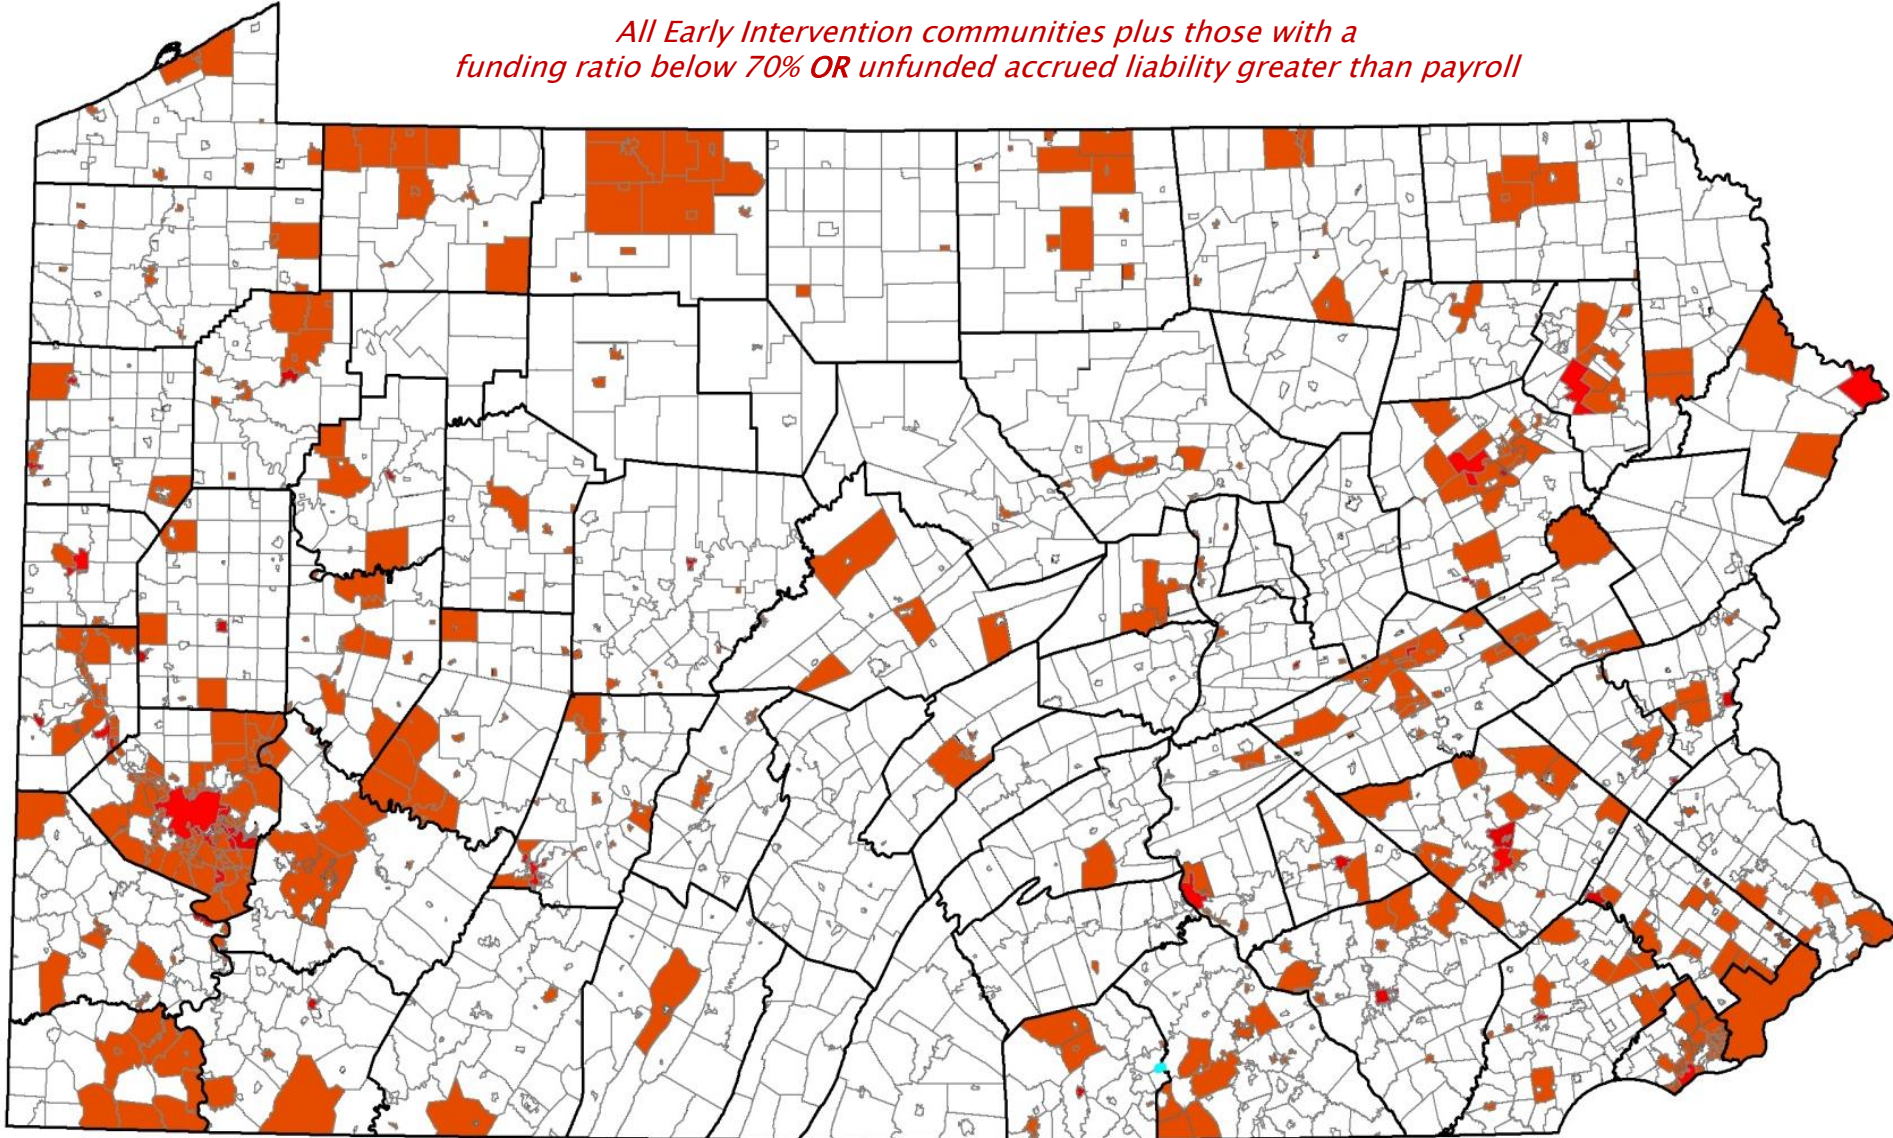 All Early Intervention communities plus those with a
funding ratio below 70% OR unfunded accrued liability greater than payroll